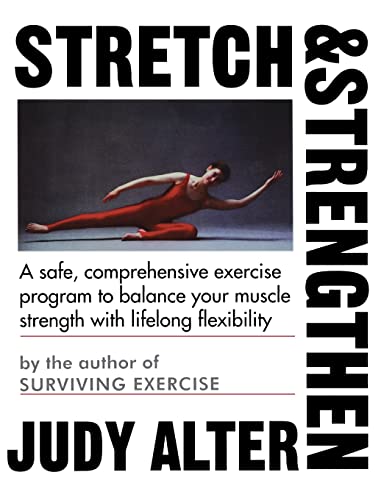 STRETCH
&STRENGTHEN
A safe, comprehensive exercise
program to balance your muscle
strength with lifelong flexibility
by the author of
SURVIVING EXERCISE
JUDY ALTER